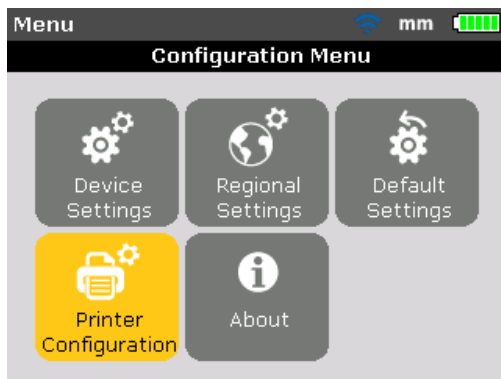 Menu mm
Configuration Menu
Device
Settings
Regional
Settings
Default
Settings
Printer
Configuration
About